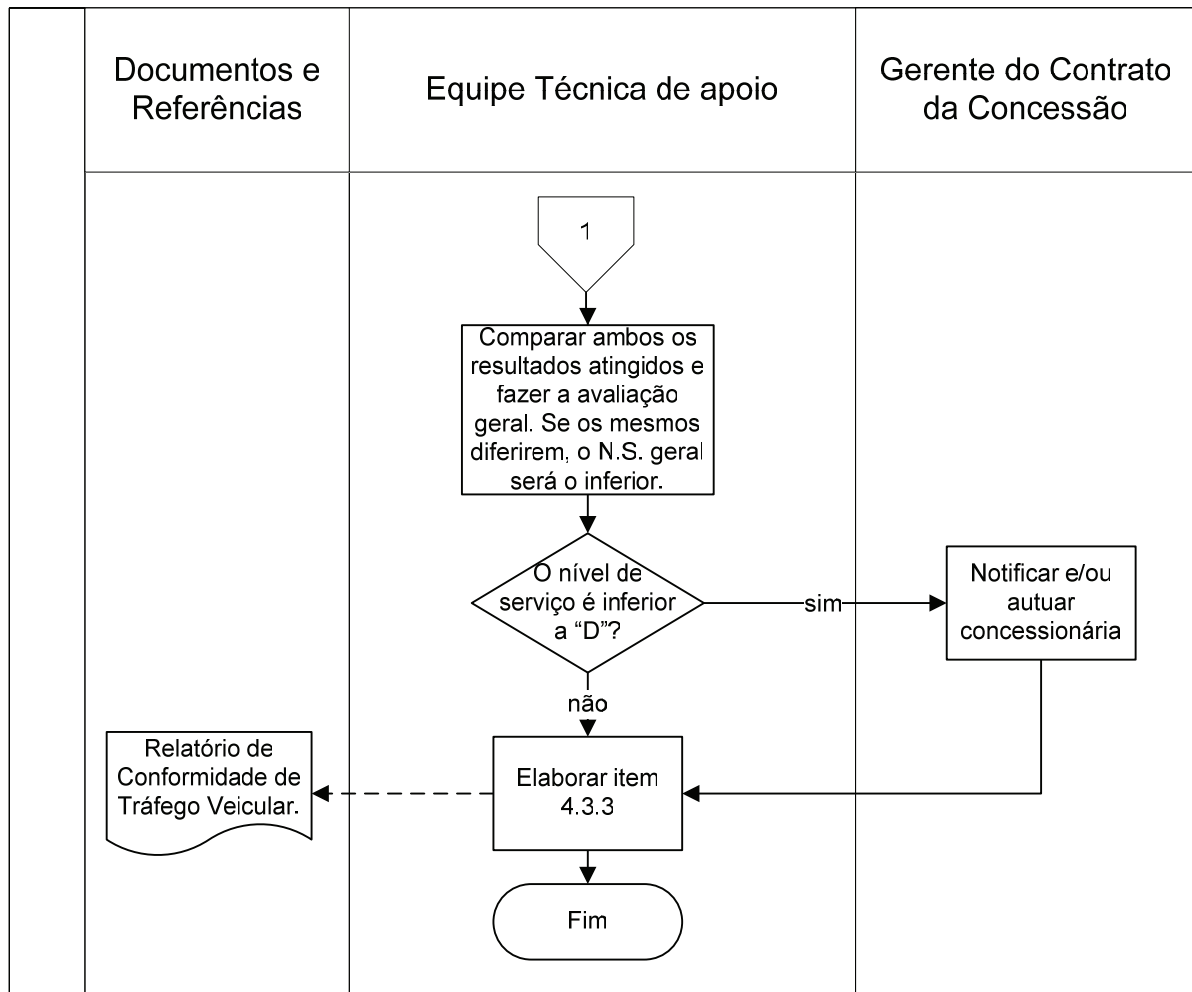 Documentos e
Referências
Equipe Técnica de apoio
Gerente do Contrato
da Concessão
1
Comparar ambos os
resultados atingidos e
fazer a avaliação
geral. Se os mesmos
diferirem, o N.S. geral
será o inferior.
O nível de
serviço é inferior
a “D”?
sim
Notificar e/ou
autuar
concessionária
não
Relatório de
Conformidade de
Tráfego Veicular.
Elaborar item
4.3.3
Fim